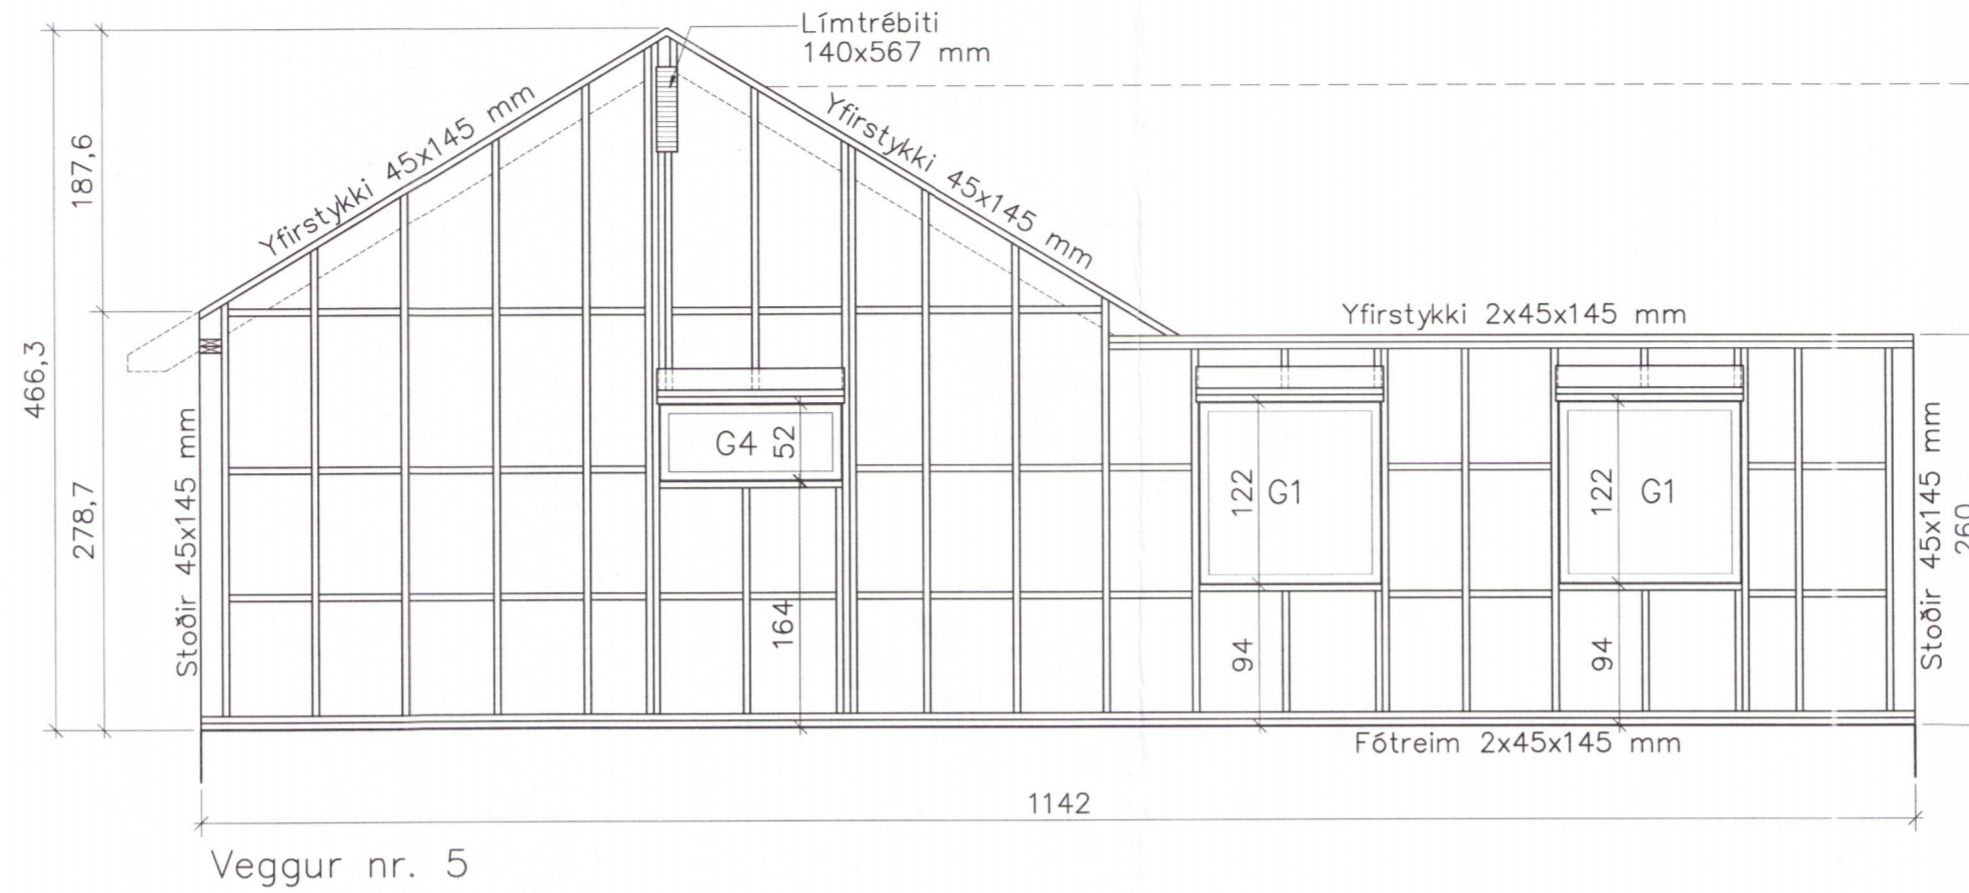 Límtrébiti
140x567 mm
Yfirstykki 45x145 mm
Yfirstykki 45x145 mm
187,6
466,3
278,7
Yfirstykki 2x45x145 mm
Stoðir 45x145 mm
G4
52
164
122
G1
94
122
G1
94
Stoðir 45x145 mm
260
Fótreim 2x45x145 mm
1142
Veggur nr. 5